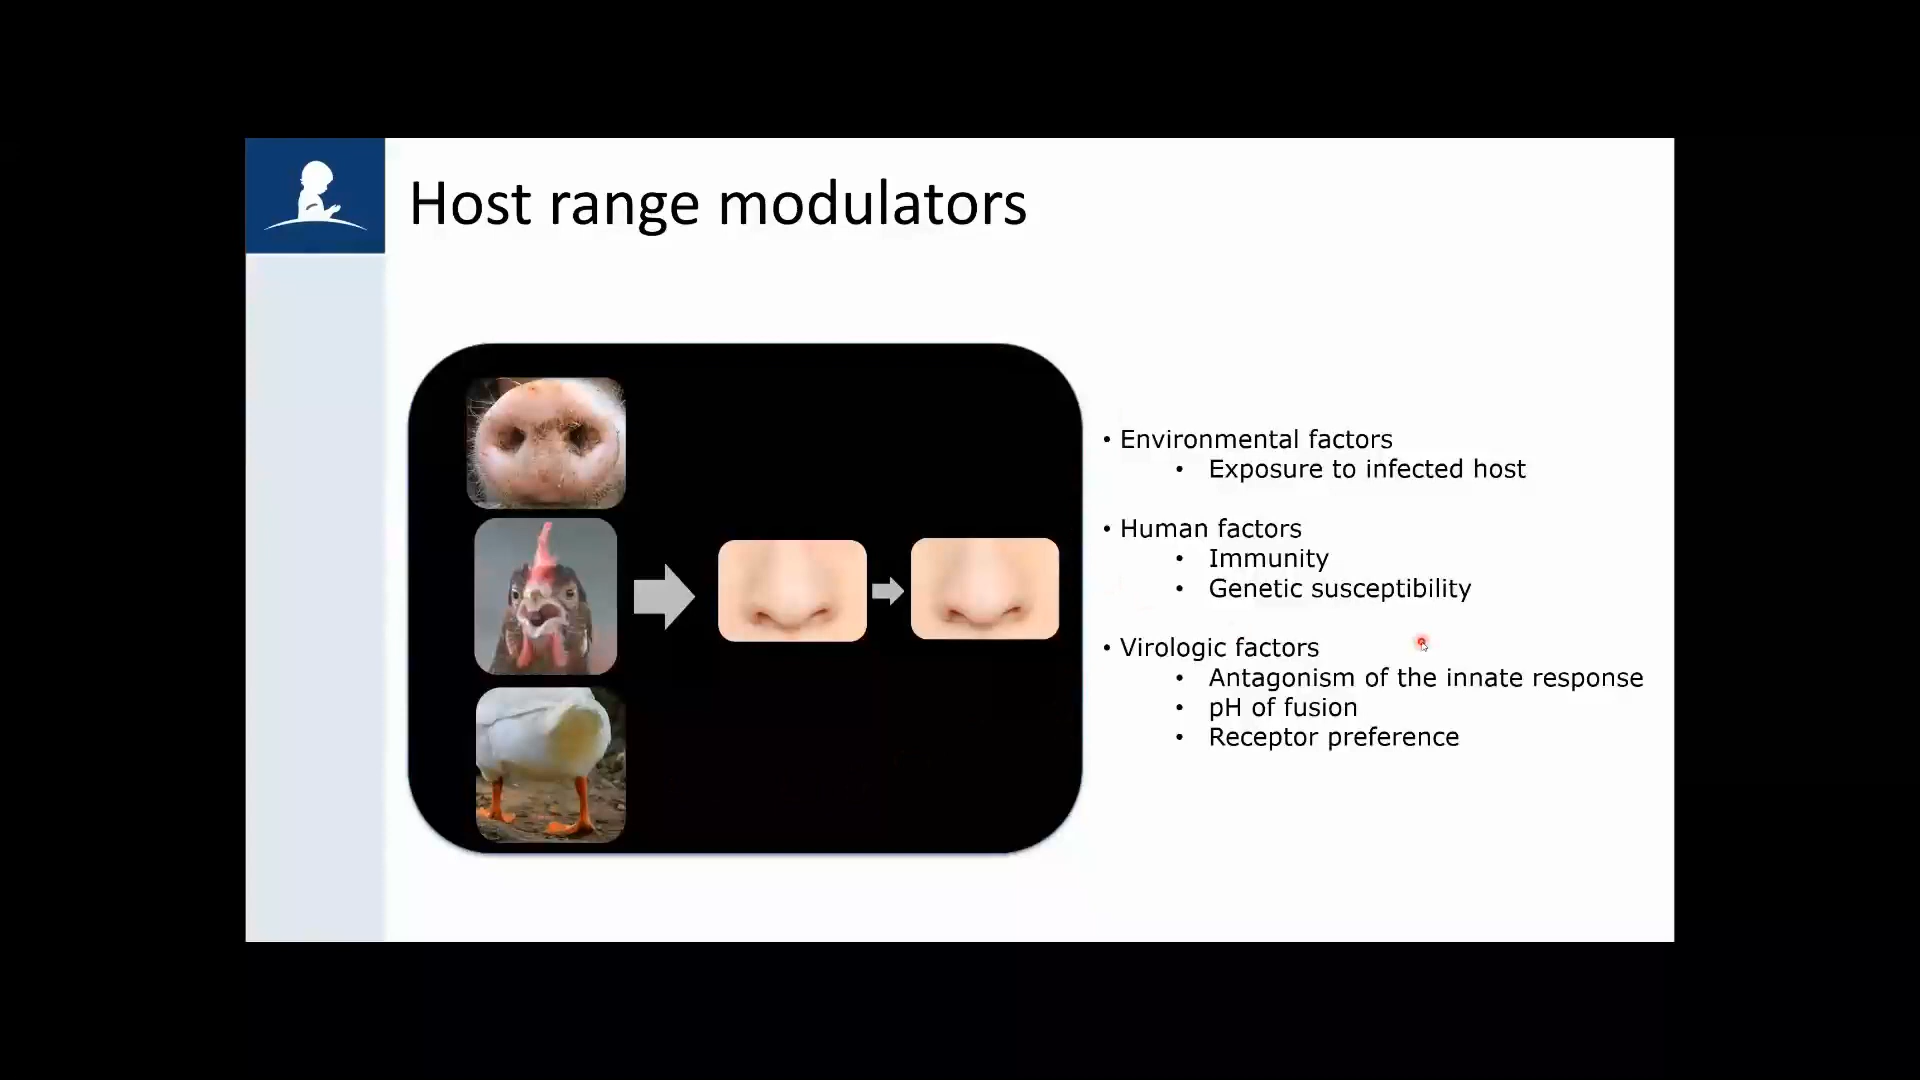 Host range modulators
• Environmental factors
• Exposure to infected host
• Human factors
• Immunity
• Genetic susceptibility
• Virologic factors
• Antagonism of the innate response
• pH of fusion
• Receptor preference